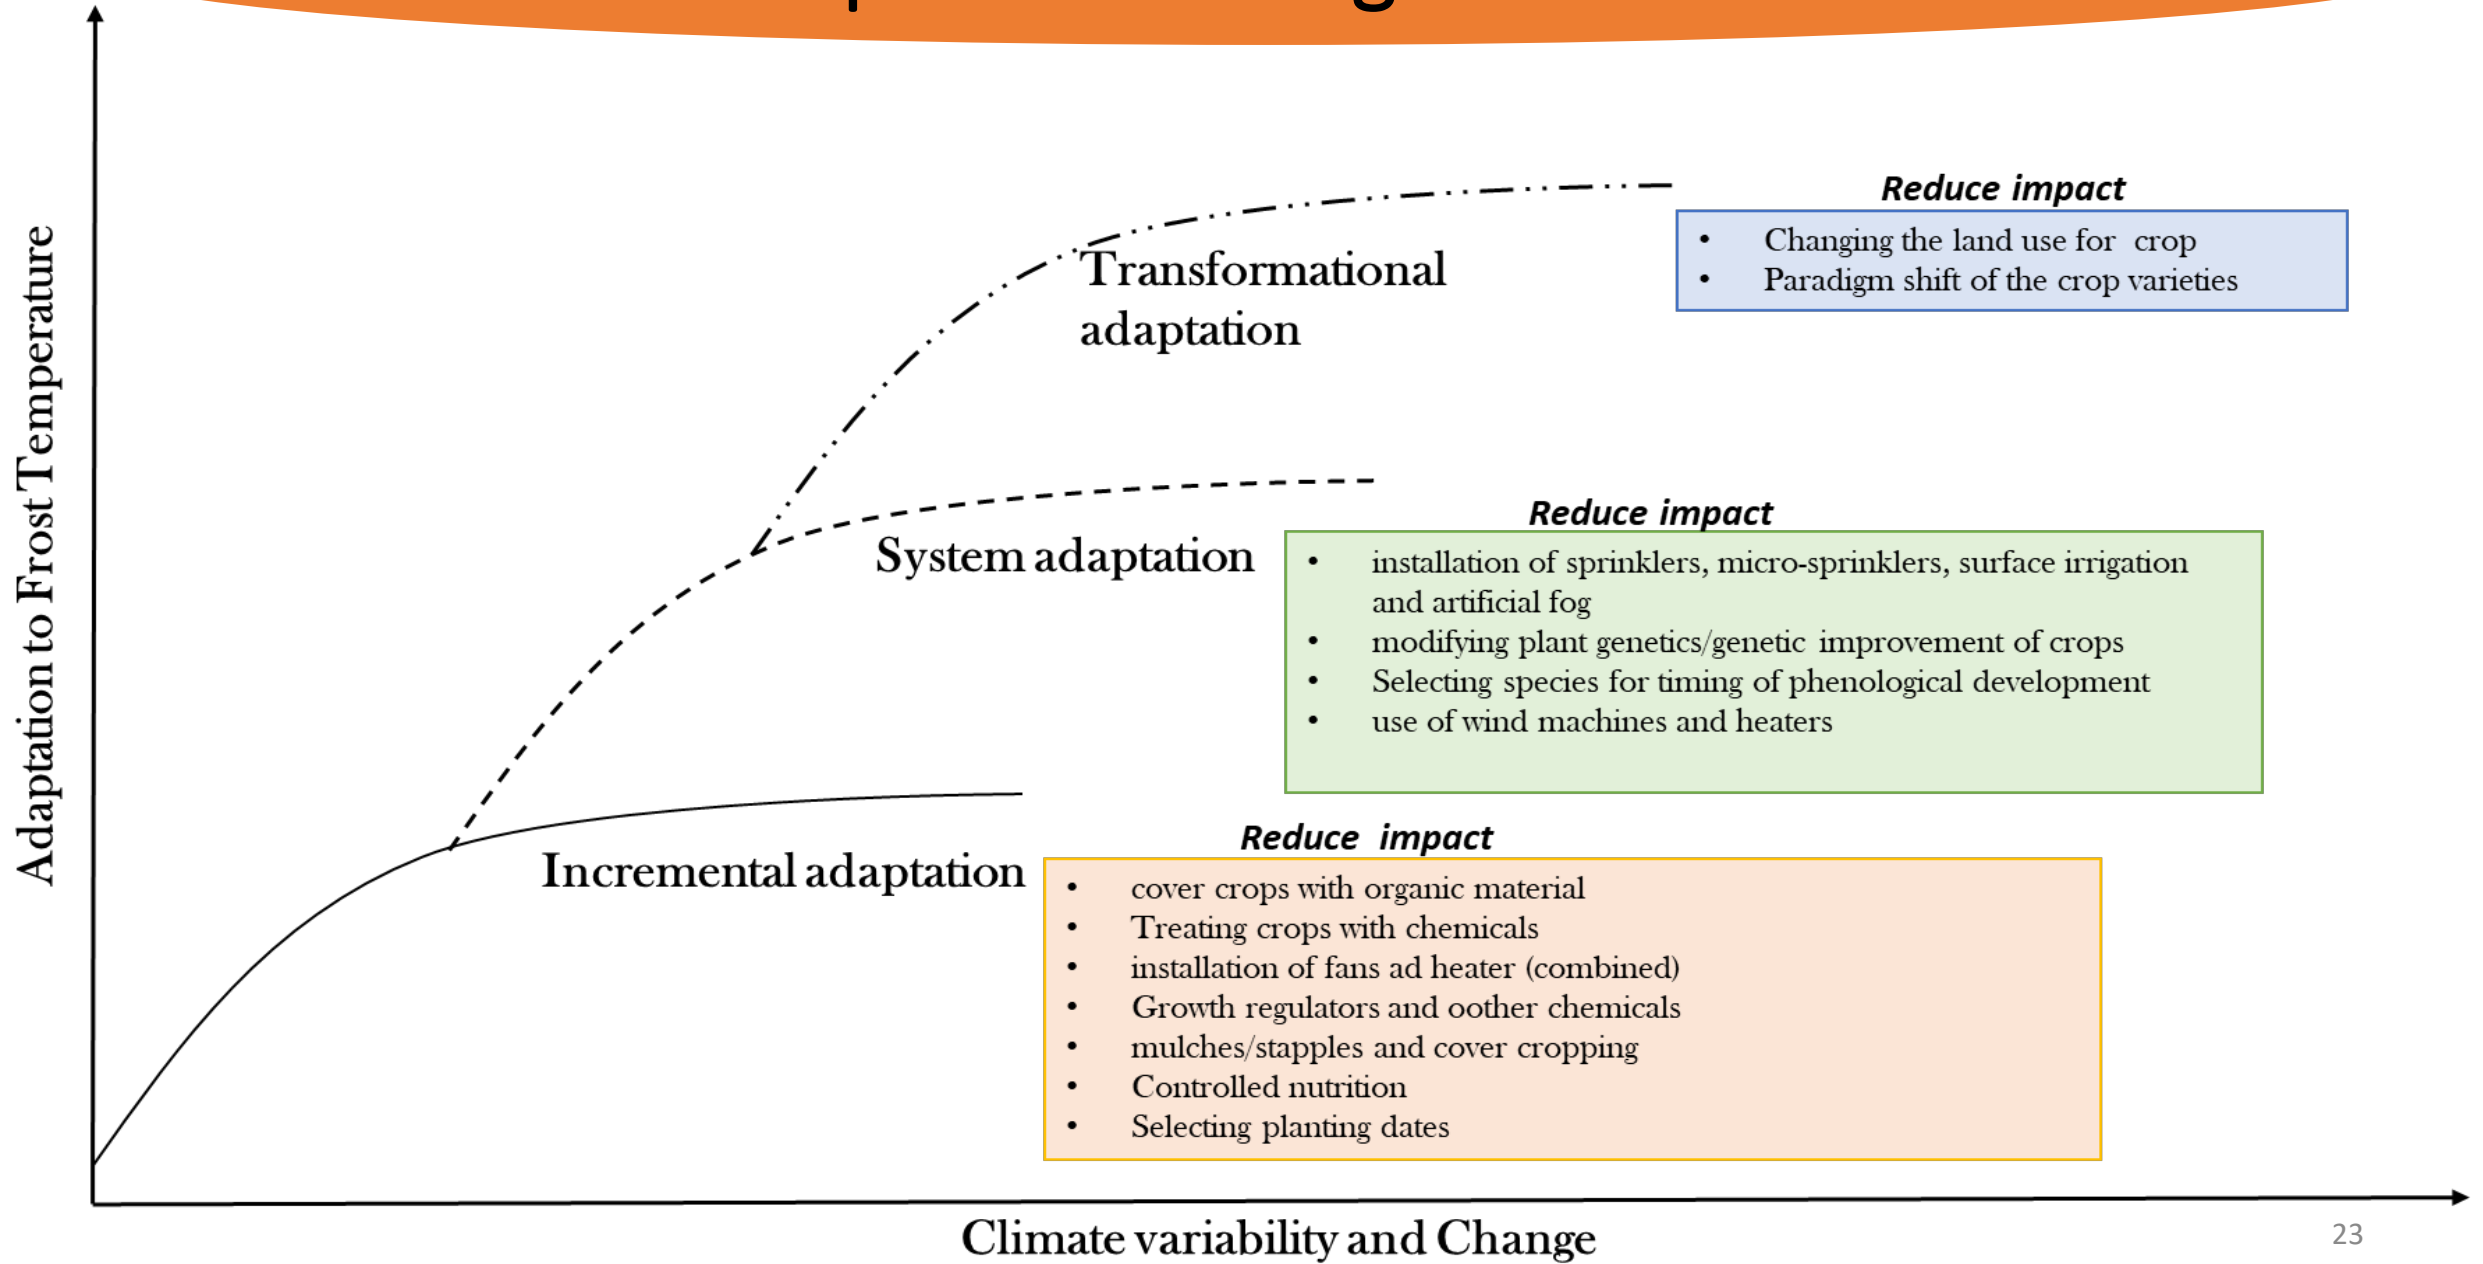 Adaptation to Frost Temperature
Transformational
adaptation
Reduce impact
• Changing the land use for crop
• Paradigm shift of the crop varieties
System adaptation
Reduce impact
• installation of sprinklers, micro-sprinklers, surface irrigation
and artificial fog
• modifying plant genetics/genetic improvement of crops
• Selecting species for timing of phenological development
• use of wind machines and heaters
Incremental adaptation
Reduce impact
• cover crops with organic material
• Treating crops with chemicals
• installation of fans ad heater (combined)
• Growth regulators and oother chemicals
• mulches/stapples and cover cropping
• Controlled nutrition
• Selecting planting dates
Climate variability and Change
23